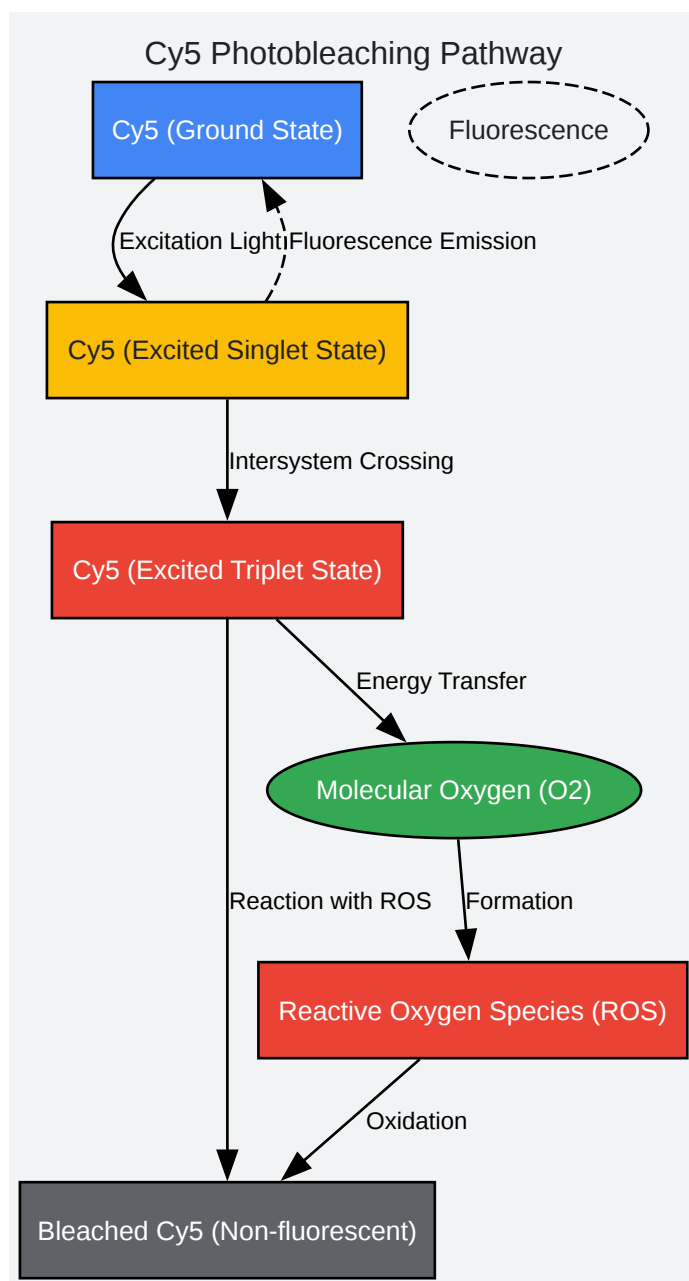 Cy5 Photobleaching Pathway
Cy5 (Ground State)
Fluorescence
Excitation Light
Fluorescence Emission
Cy5 (Excited Singlet State)
Intersystem Crossing
Cy5 (Excited Triplet State)
Energy Transfer
Molecular Oxygen (O2)
Reaction with ROS
Formation
Reactive Oxygen Species (ROS)
Oxidation
Bleached Cy5 (Non-fluorescent)